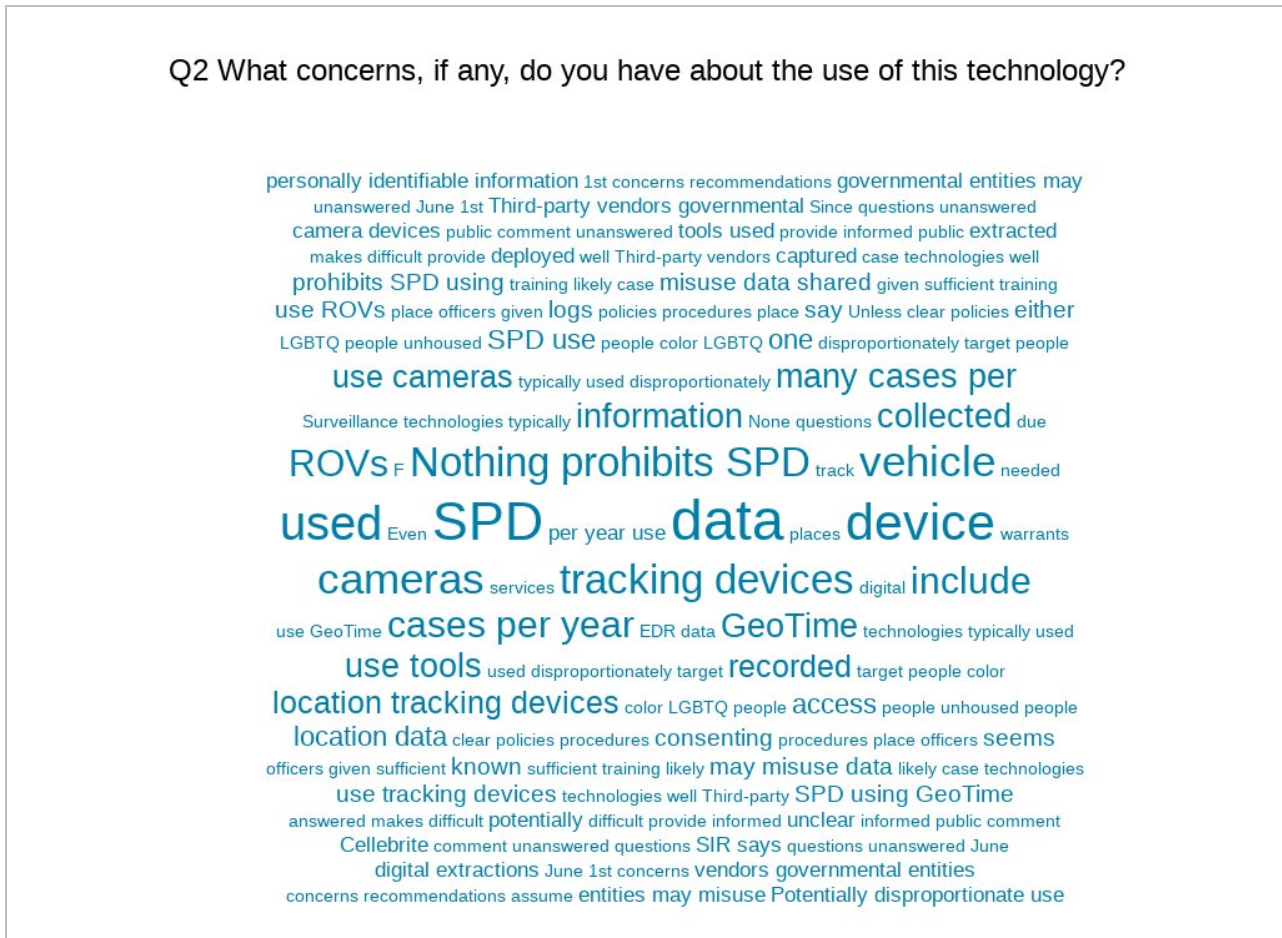 Q2 What concerns, if any, do you have about the use of this technology?
personally identifiable information 1st concerns recommendations governmental entities may
unanswered June 1st Third-party vendors governmental Since questions unanswered
camera devices public comment unanswered tools used provide informed public extracted
makes difficult provide deployed well Third-party vendors captured case technologies well
prohibits SPD using training likely case misuse data shared given sufficient training
use ROVs place officers given logs policies procedures place say Unless clear policies either
LGBTQ people unhoused SPD use people color LGBTQ one disproportionately target people
use cameras typically used disproportionately many cases per
Surveillance technologies typically information None questions collected due
ROVs F Nothing prohibits SPD track vehicle needed
used Even SPD per year use data places device warrants
cameras services tracking devices digital include
use GeoTime cases per year EDR data GeoTime technologies typically used
use tools used disproportionately target recorded target people color
location tracking devices color LGBTQ people access people unhoused people
location data clear policies procedures consenting procedures place officers seems
officers given sufficient known sufficient training likely may misuse data likely case technologies
use tracking devices technologies well Third-party SPD using GeoTime
answered makes difficult potentially difficult provide informed unclear informed public comment
Cellebrite comment unanswered questions SIR says questions unanswered June
digital extractions June 1st concerns vendors governmental entities
concerns recommendations assume entities may misuse Potentially disproportionate use